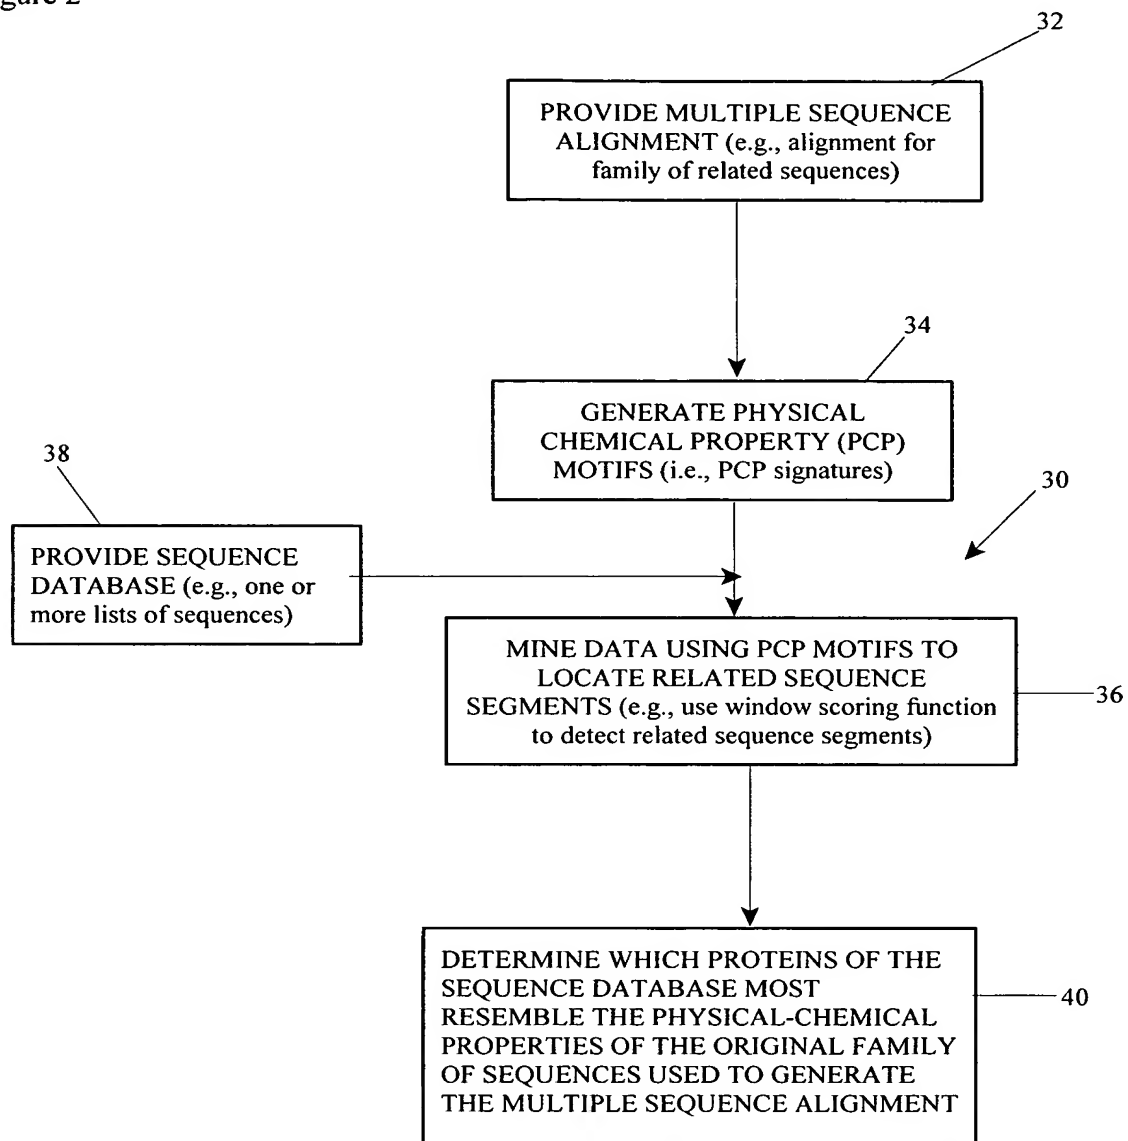 gure 2
32
PROVIDE MULTIPLE SEQUENCE
ALIGNMENT (e.g., alignment for
family of related sequences)
34
GENERATE PHYSICAL
CHEMICAL PROPERTY (PCP)
MOTIFS (i.e., PCP signatures)
38
30
PROVIDE SEQUENCE
DATABASE (e.g., one or
more lists of sequences)
MINE DATA USING PCP MOTIFS TO
LOCATE RELATED SEQUENCE
SEGMENTS (e.g., use window scoring function
to detect related sequence segments)
36
DETERMINE WHICH PROTEINS OF THE
SEQUENCE DATABASE MOST
RESEMBLE THE PHYSICAL-CHEMICAL
PROPERTIES OF THE ORIGINAL FAMILY
OF SEQUENCES USED TO GENERATE
THE MULTIPLE SEQUENCE ALIGNMENT
40